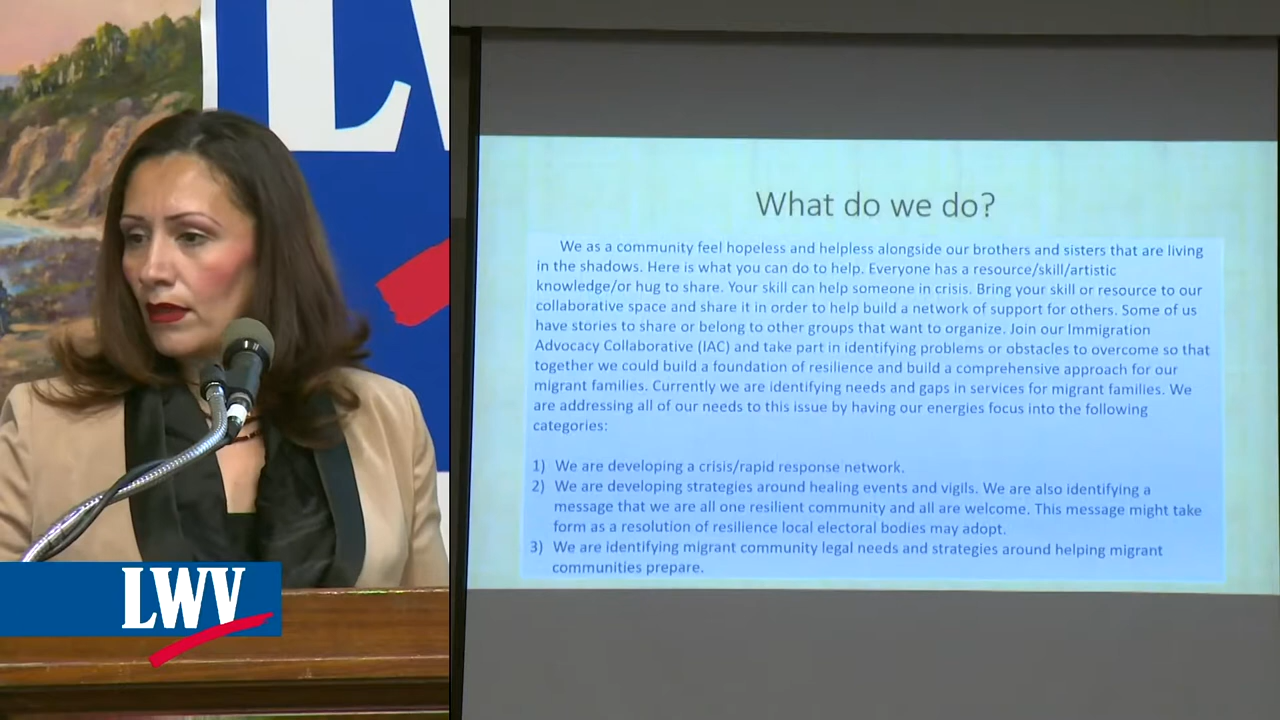 LWV
LWV
What do we do?
We as a community feel hopeless and helpless alongside our brothers and sisters that are living
in the shadows. Here is what you can do to help. Everyone has a resource/skill/artistic
knowledge/or hug to share. Your skill can help someone in crisis. Bring your skill or resource to our
collaborative space and share it in order to help build a network of support for others. Some of us
have stories to share or belong to other groups that want to organize. Join our Immigration
Advocacy Collaborative (IAC) and take part in identifying problems or obstacles to overcome so that
together we could build a foundation of resilience and build a comprehensive approach for our
migrant families. Currently we are identifying needs and gaps in services for migrant families. We
are addressing all of our needs to this issue by having our energies focus into the following
categories:
1) We are developing a crisis/rapid response network.
2) We are developing strategies around healing events and vigils. We are also identifying a
message that we are all one resilient community and all are welcome. This message might take
form as a resolution of resilience local electoral bodies may adopt.
3) We are identifying migrant community legal needs and strategies around helping migrant
communities prepare.